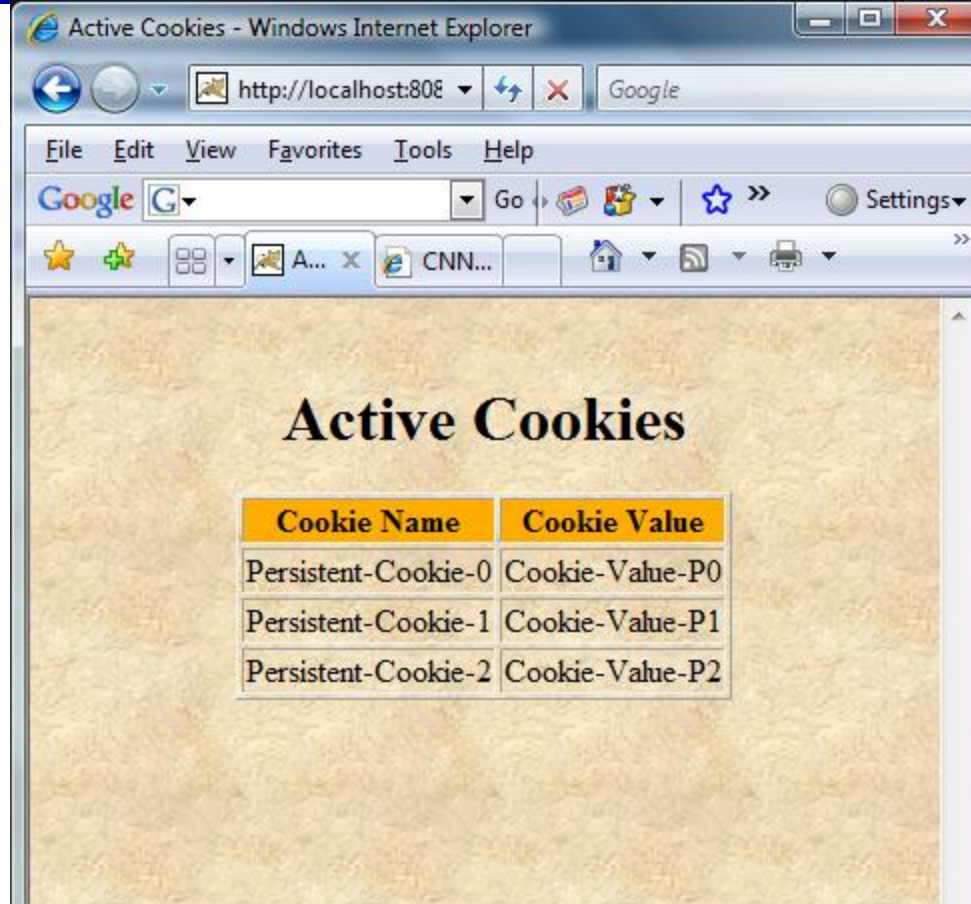 Active Cookies - Windows Internet Explorer
http://localhost:808
Google
File Edit View Favorites Tools Help
Google G Go » Settings
A... X CNN... »
Active Cookies
Cookie Name Cookie Value
Persistent-Cookie-0 Cookie-Value-P0
Persistent-Cookie-1 Cookie-Value-P1
Persistent-Cookie-2 Cookie-Value-P2